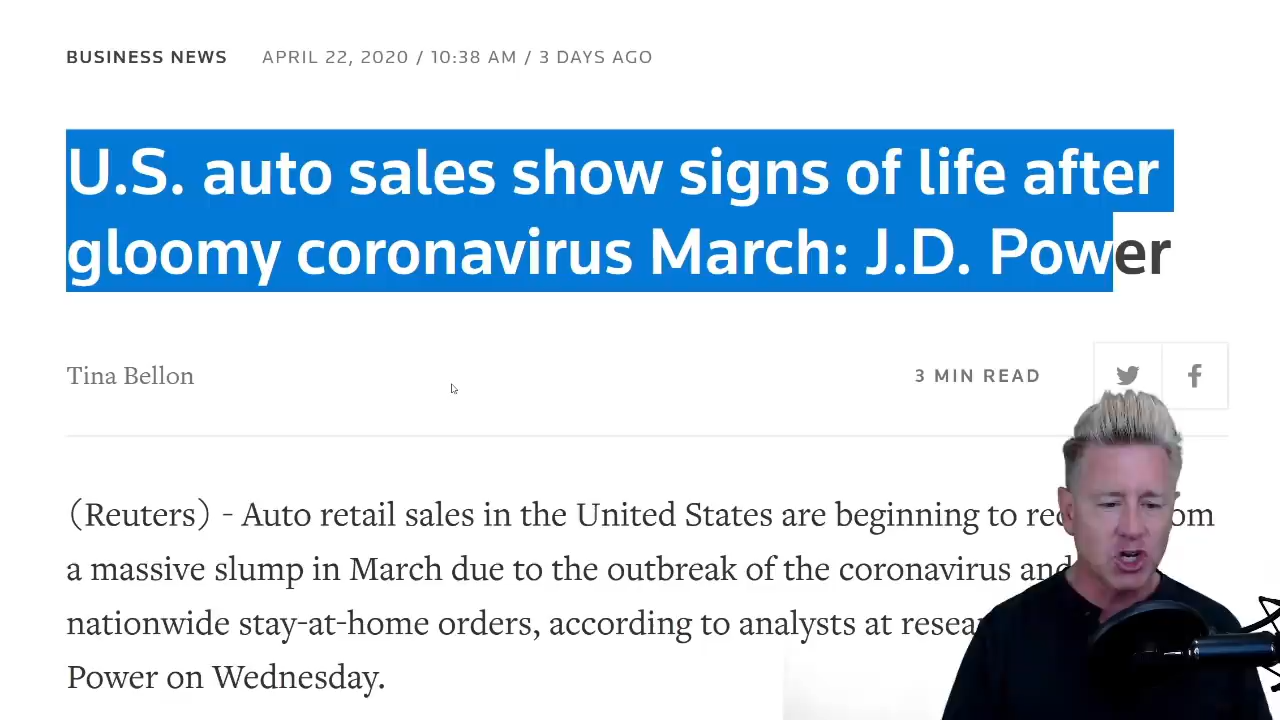 BUSINESS NEWS APRIL 22, 2020 / 10:38 AM / 3 DAYS AGO
U.S. auto sales show signs of life after
gloomy coronavirus March: J.D. Power
Tina Bellon 3 MIN READ
(Reuters) - Auto retail sales in the United States are beginning to
a massive slump in March due to the outbreak of the coronavirus and
nationwide stay-at-home orders, according to analysts at
Power on Wednesday.